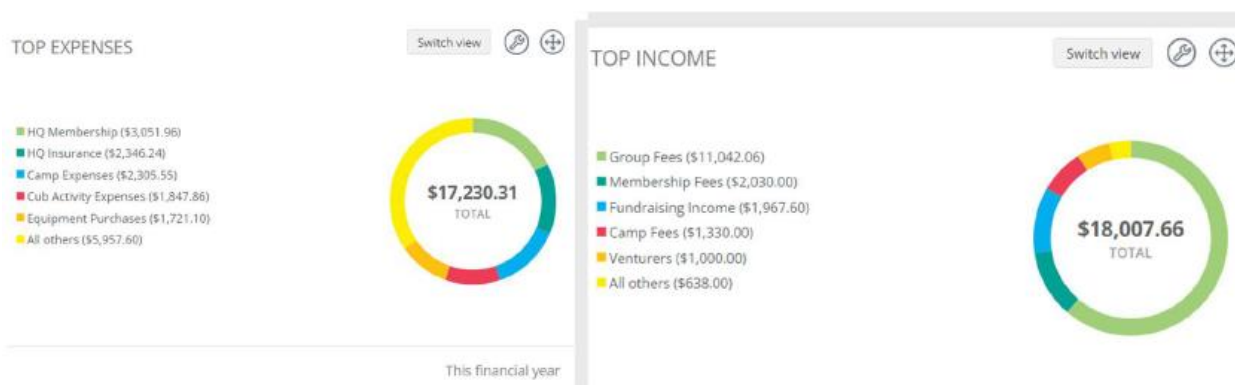 TOP EXPENSES
Switch view
HQ Membership ($3,051.96)
HQ Insurance ($2,346.24)
Camp Expenses ($2,305.55)
Cub Activity Expenses ($1,847.86)
Equipment Purchases ($1,721.10)
All others ($5,957.60)
$17,230.31
TOTAL
This financial year
TOP INCOME
Switch view
Group Fees ($11,042.06)
Membership Fees ($2,030.00)
Fundraising Income ($1,967.60)
Camp Fees ($1,330.00)
Venturers ($1,000.00)
All others ($638.00)
$18,007.66
TOTAL